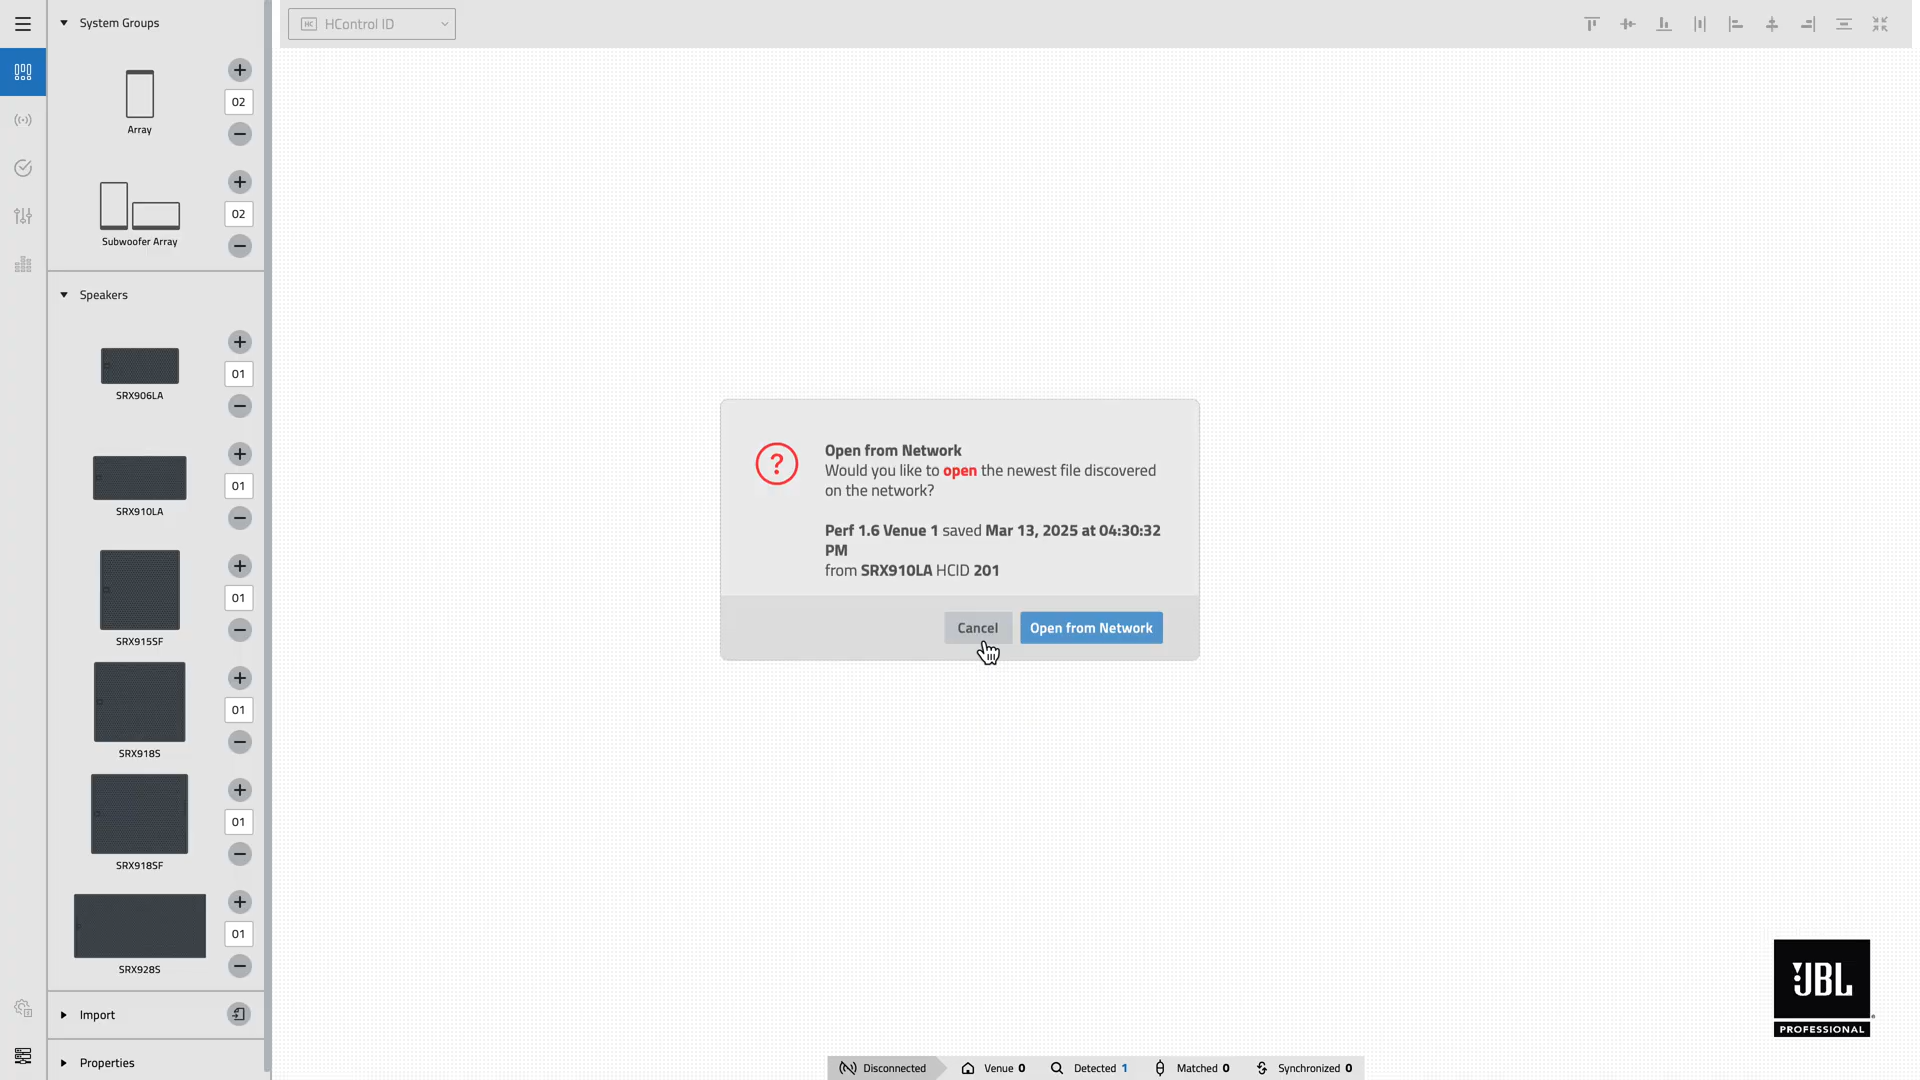 System Groups
HC HControl ID
02
Array
02
Subwoofer Array
Speakers
01
SRX906LA
01
SRX910LA
01
SRX915SF
01
SRX918S
01
SRX918SF
01
SRX928S
Import
Properties
Open from Network
Would you like to open the newest file discovered
on the network?
Perf 1.6 Venue 1 saved Mar 13, 2025 at 04:30:32
PM
from SRX910LA HCID 201
Cancel
Open from Network
JBL
PROFESSIONAL
Disconnected
Venue 0
Detected 1
Matched 0
Synchronized 0